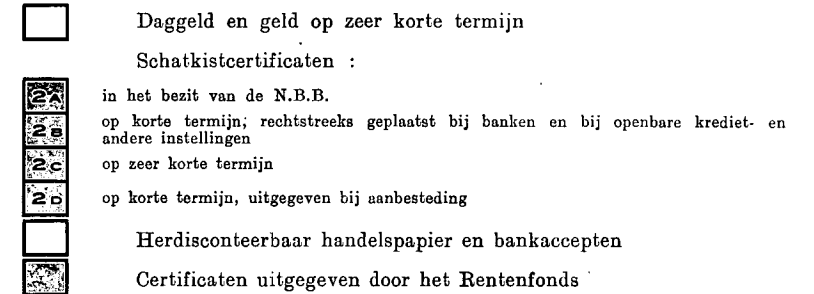 Daggeld en geld op zeer korte termijn
Schatkistcertificaten :
2A in het bezit van de N.B.B.
2B op korte termijn; rechtstreeks geplaatst bij banken en bij openbare krediet- en
andere instellingen
2C op zeer korte termijn
2D op korte termijn, uitgegeven bij aanbesteding
Herdisconteerbaar handelspapier en bankaccepten
Certificaten uitgegeven door het Rentenfonds